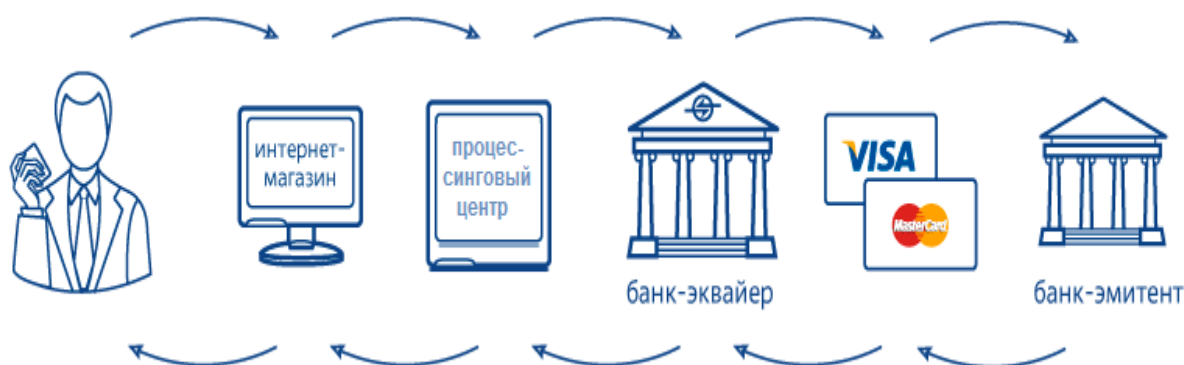 интернет-
магазин
процес-
синговый
центр
VISA
MasterCard
банк-эквайер
банк-эмитент